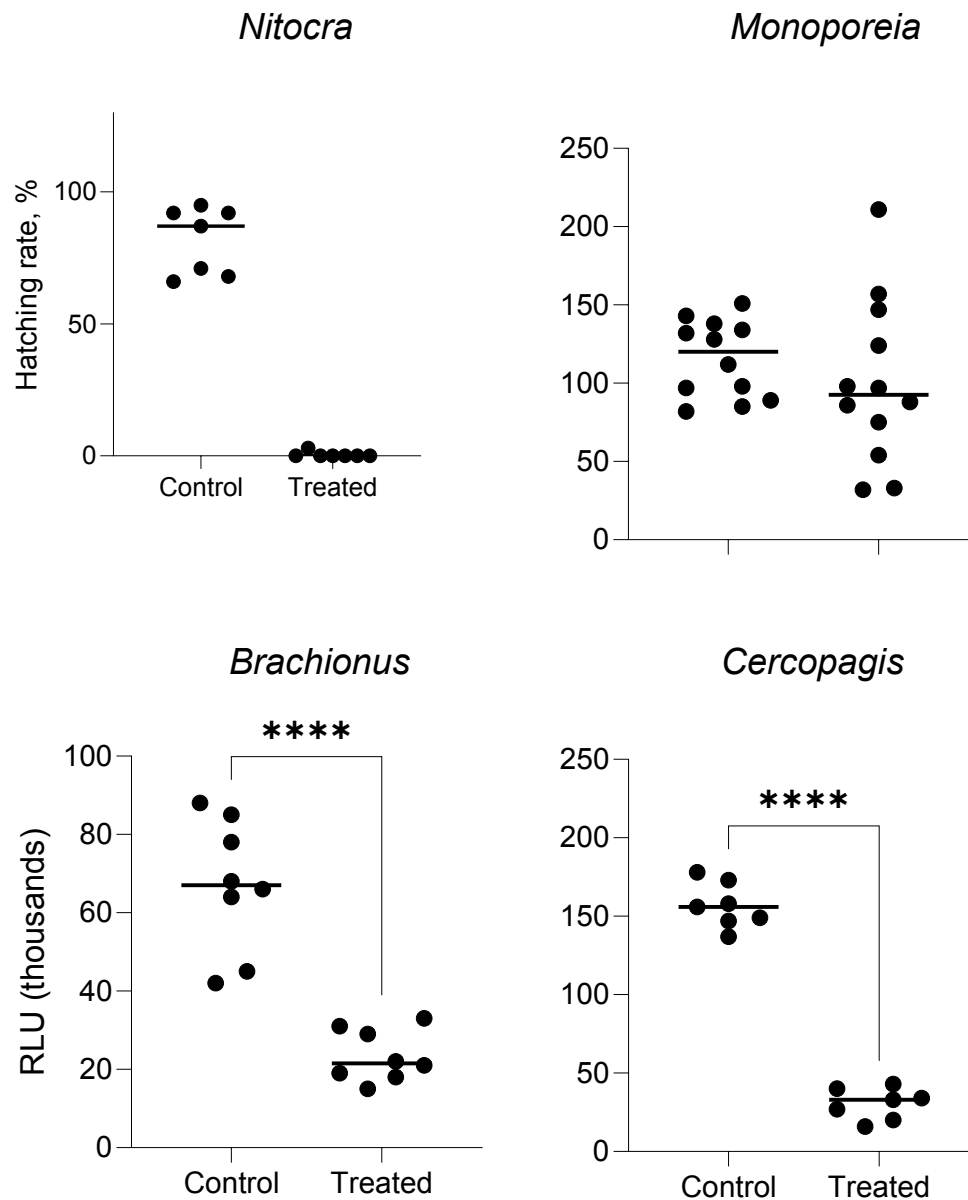 Nitocra
Hatching rate, %
100
50
0
Control Treated
Monoporeia
250
200
150
100
50
0
Brachionus
****
RLU (thousands)
100
80
60
40
20
0
Control Treated
Cercopagis
****
250
200
150
100
50
0
Control Treated